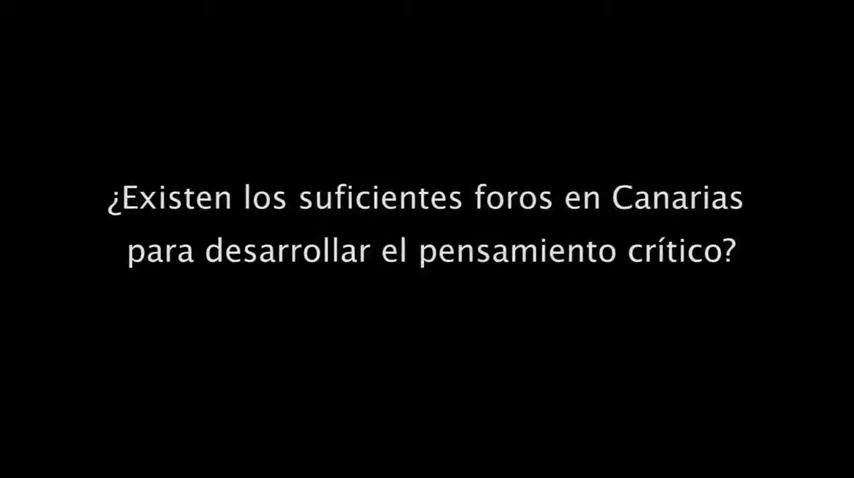 ¿Existen los suficientes foros en Canarias
para desarrollar el pensamiento crítico?